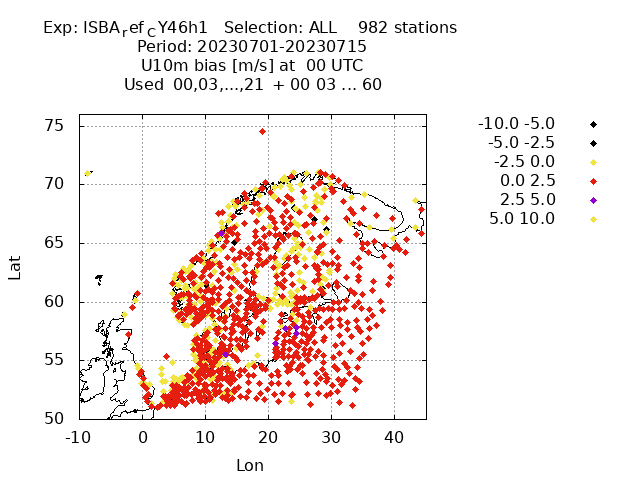 Exp: ISBAref CY46h1   Selection: ALL    982 stations
Period: 20230701-20230715
U10m bias [m/s] at  00 UTC
Used  00,03,...,21  + 00 03 ... 60
-10.0 -5.0
-5.0 -2.5
-2.5 0.0
0.0 2.5
2.5 5.0
5.0 10.0
75
70
65
60
55
50
Lat
-10 0 10 20 30 40
Lon